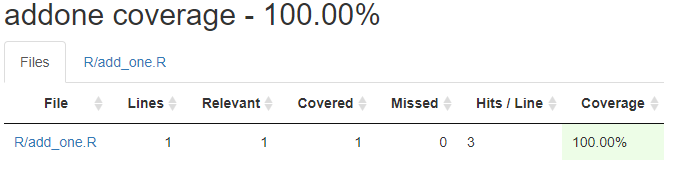 addone coverage - 100.00%
Files R/add_one.R
File Lines Relevant Covered Missed Hits / Line Coverage
R/add_one.R 1 1 1 0 3 100.00%